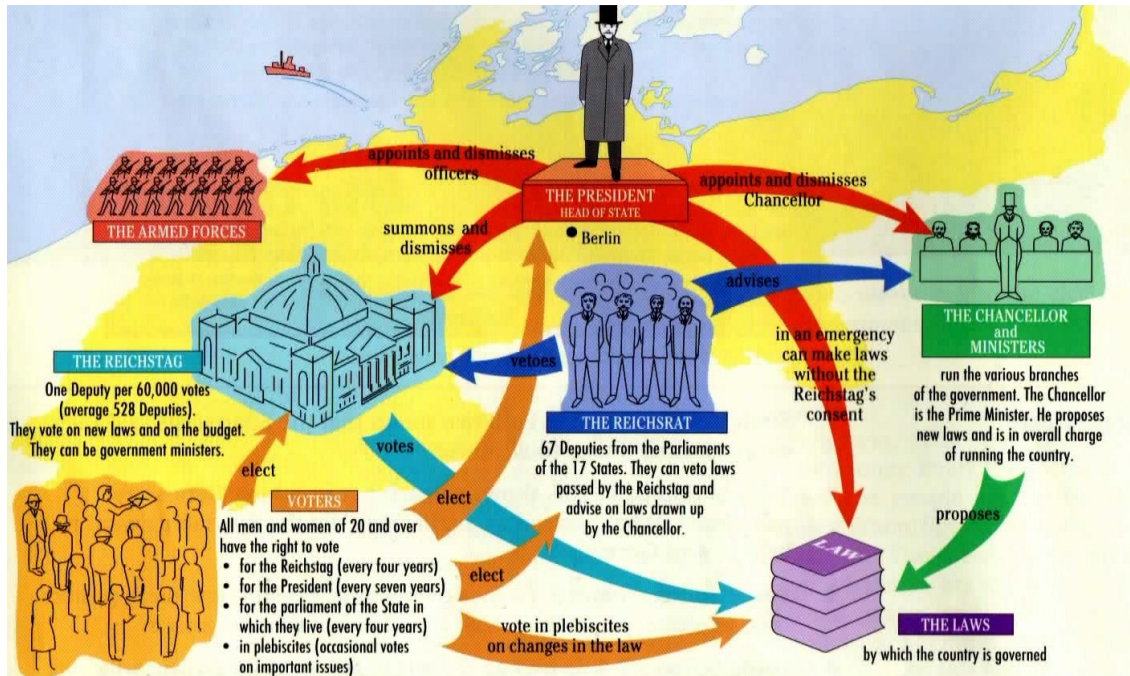 appoints and dismisses
officers
THE ARMED FORCES
THE PRESIDENT
HEAD OF STATE
Berlin
appoints and dismisses
Chancellor
summons and
dismisses
advises
THE CHANCELLOR
and
MINISTERS
run the various branches
of the government. The Chancellor
is the Prime Minister. He proposes
new laws and is in overall charge
of running the country.
in an emergency
can make laws
without the
Reichstag's
consent
THE REICHSTAG
One Deputy per 60,000 votes
(average 528 Deputies).
They vote on new laws and on the budget.
They can be government ministers.
vetoes
THE REICHSRAT
67 Deputies from the Parliaments
of the 17 States. They can veto laws
passed by the Reichstag and
advise on laws drawn up
by the Chancellor.
votes
elect
elect
elect
VOTERS
All men and women of 20 and over
have the right to vote
• for the Reichstag (every four years)
• for the President (every seven years)
• for the parliament of the State in
which they live (every four years)
• in plebiscites (occasional votes
on important issues)
vote in plebiscites
on changes in the law
proposes
LAW
THE LAWS
by which the country is governed